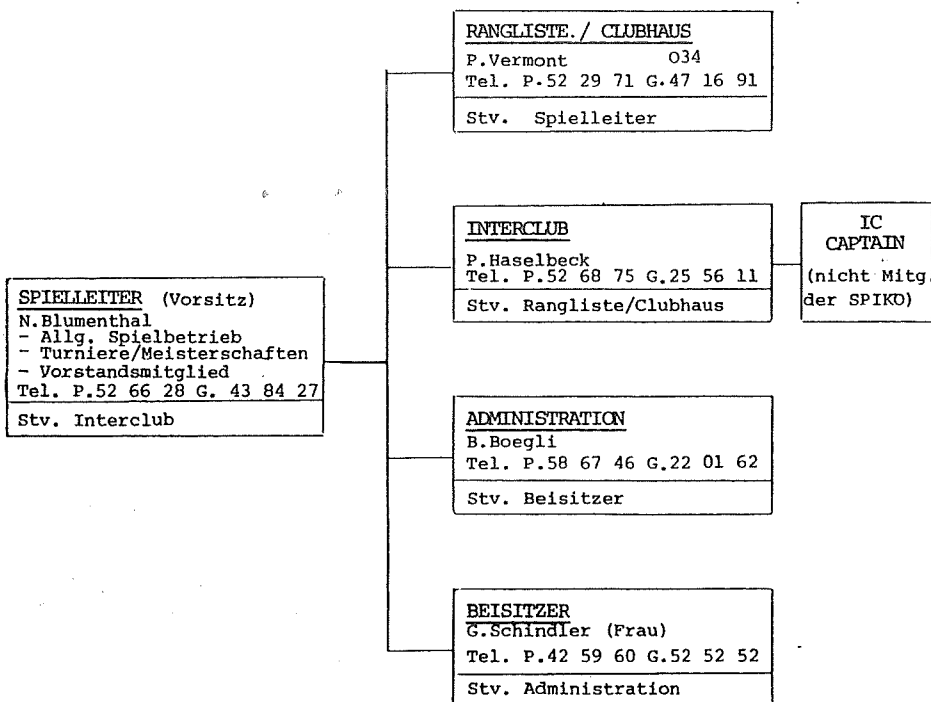 RANGLISTE./ CLUBHAUS
P.Vermont 034
Tel. P.52 29 71 G.47 16 91
Stv. Spielleiter
INTERCLUB
P.Haselbeck
Tel. P.52 68 75 G.25 56 11
Stv. Rangliste/Clubhaus
IC
CAPTAIN
(nicht Mitg.
der SPIKO)
SPIELLEITER (Vorsitz)
N.Blumenthal
- Allg. Spielbetrieb
- Turniere/Meisterschaften
- Vorstandsmitglied
Tel. P.52 66 28 G. 43 84 27
Stv. Interclub
ADMINISTRATION
B.Boegli
Tel. P.58 67 46 G.22 01 62
Stv. Beisitzer
BEISITZER
G.Schindler (Frau)
Tel. P.42 59 60 G.52 52 52
Stv. Administration